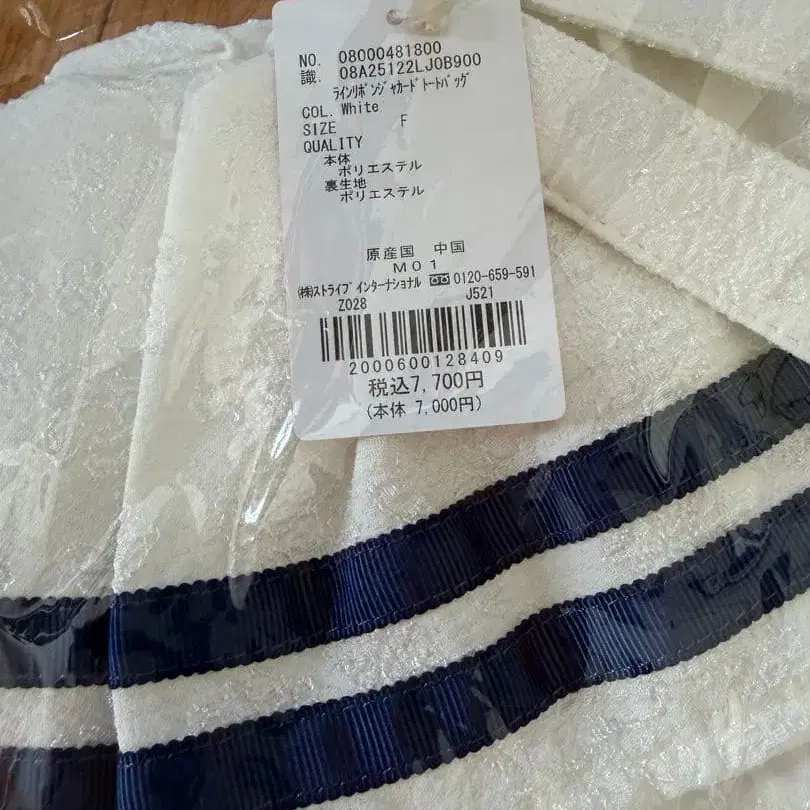 NO. 08000481800
識. 08A25122LJ0B900
ﾗｲﾝﾘﾎﾞﾝｼﾞｬｶｰﾄﾞﾄｰﾄﾊﾞｯｸﾞ
COL. White
SIZE F
QUALITY
本体
ポリエステル
裏生地
ポリエステル
原産国 中国
M01
㈱ストライプインターナショナル 0120-659-591
Z028 J521
2000600128409
税込7,700円
(本体 7,000円)